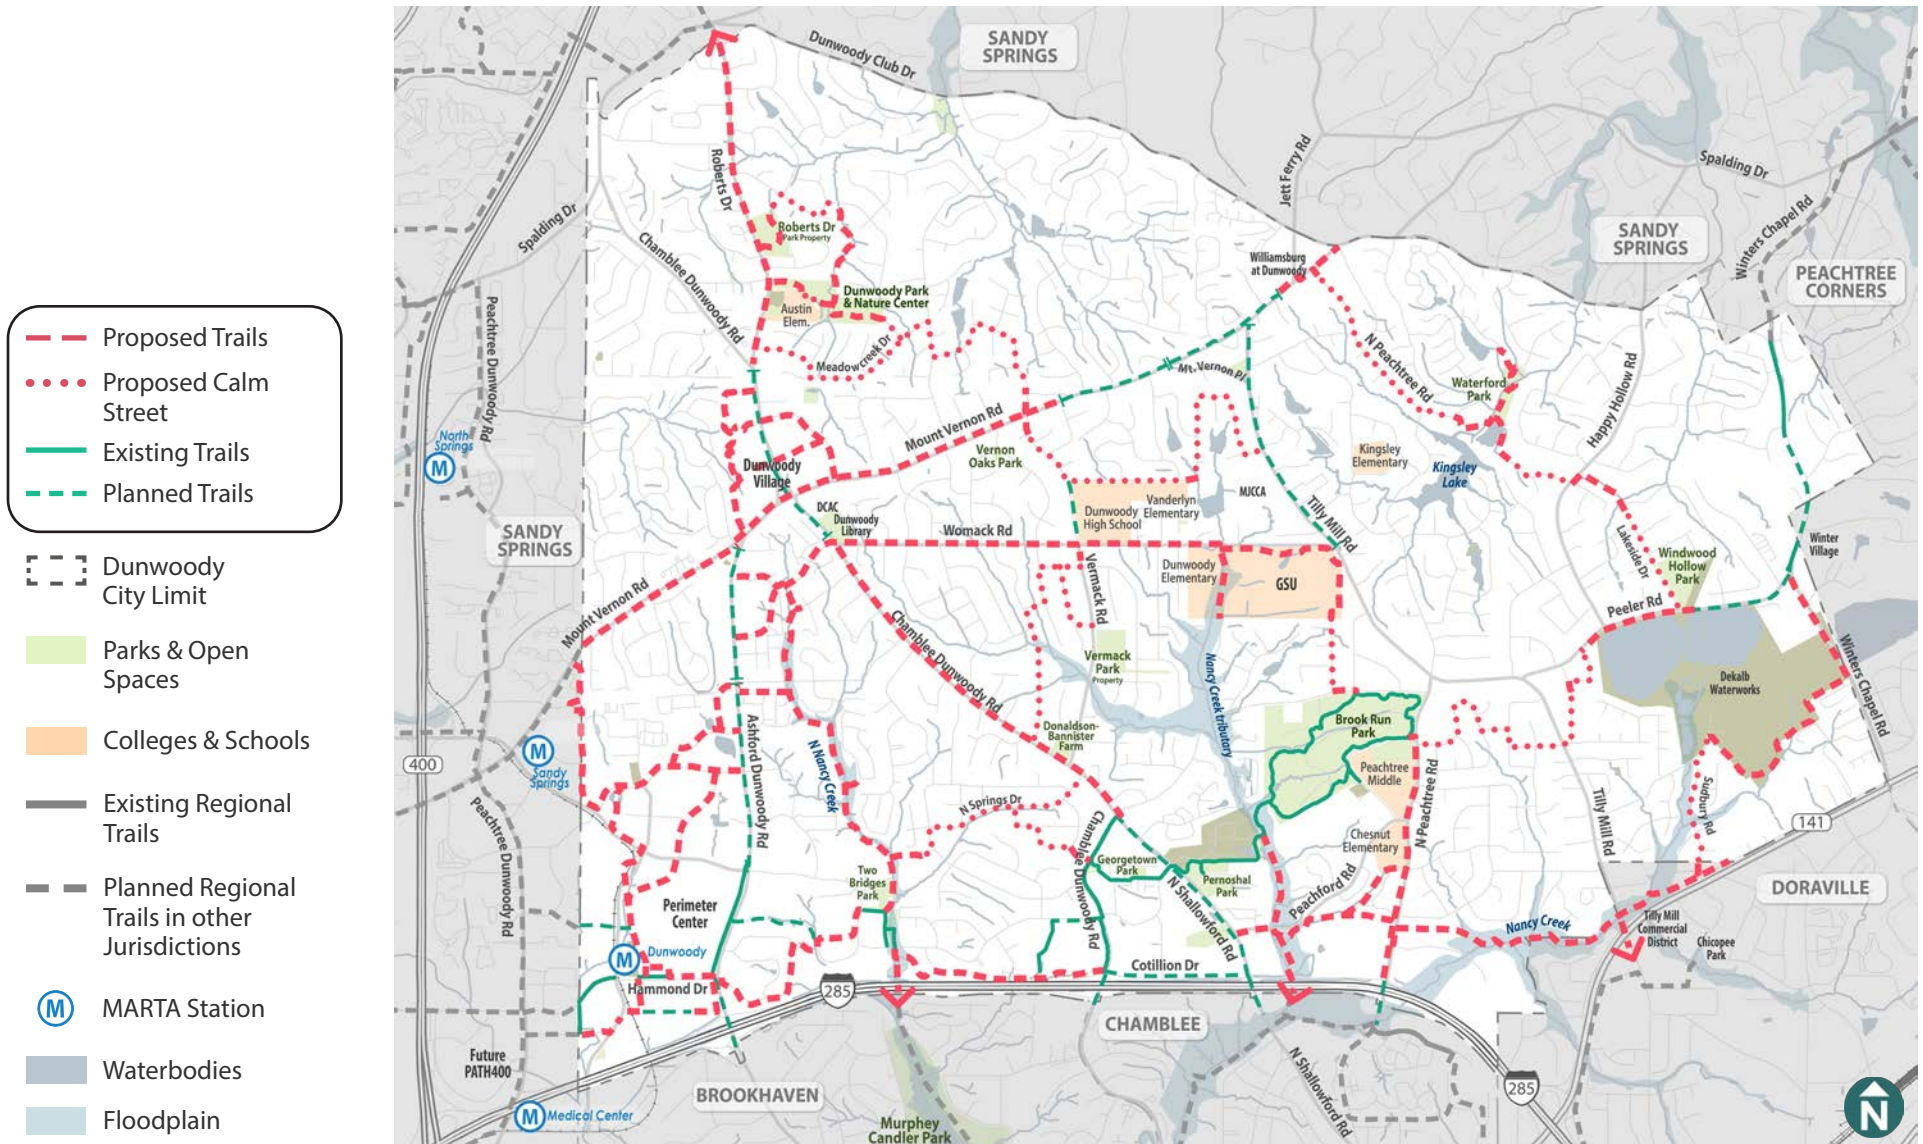 Proposed Trails
Proposed Calm
Street
Existing Trails
Planned Trails
Dunwoody
City Limit
Parks & Open
Spaces
Colleges & Schools
Existing Regional
Trails
Planned Regional
Trails in other
Jurisdictions
M
MARTA Station
Waterbodies
Floodplain
SANDY
SPRINGS
Dunwoody Club Dr
Roberts Dr
Jett Ferry Rd
Spalding Dr
Winters Chapel Rd
SANDY
SPRINGS
PEACHTREE
CORNERS
Spalding Dr
Chamblee Dunwoody Rd
Roberts Dr
Park Property
Williamsburg
at Dunwoody
Dunwoody Park
& Nature Center
Austin
Elem.
Meadowcreek Dr
Peachtree Dunwoody Rd
Mt. Vernon Pl
N Peachtree Rd
Waterford
Park
Happy Hollow Rd
North
Springs
M
Mount Vernon Rd
Vernon
Oaks Park
Dunwoody
Village
Kingsley
Elementary
Kingsley
Lake
SANDY
SPRINGS
DCAC
Dunwoody
Library
Womack Rd
Dunwoody
High School
Vanderlyn
Elementary
MJCCA
Tilly Mill Rd
Lakeside Dr
Windwood
Hollow
Park
Winter
Village
Mount Vernon Rd
Vermack Rd
Dunwoody
Elementary
GSU
Peeler Rd
Chamblee Dunwoody Rd
Vermack
Park
Property
Nancy Creek tributary
Dekalb
Waterworks
Winters Chapel Rd
Donaldson-
Bannister
Farm
Brook Run
Park
Peachtree
Middle
Ashford Dunwoody Rd
N Nancy Creek
M
Sandy
Springs
400
Peachtree Dunwoody Rd
N Springs Dr
Chamblee Dunwoody Rd
N Peachtree Rd
Tilly Mill Rd
Sudbury Rd
141
Chesnut
Elementary
Georgetown
Park
Pernoshal
Park
N Shallowford Rd
Peachford Rd
Two
Bridges
Park
Perimeter
Center
DORAVILLE
Nancy Creek
Tilly Mill
Commercial
District
Chicopee
Park
M
Dunwoody
Hammond Dr
Cotillion Dr
285
CHAMBLEE
Future
PATH400
BROOKHAVEN
N Shallowford Rd
285
M
Medical Center
Murphey
Candler Park
N